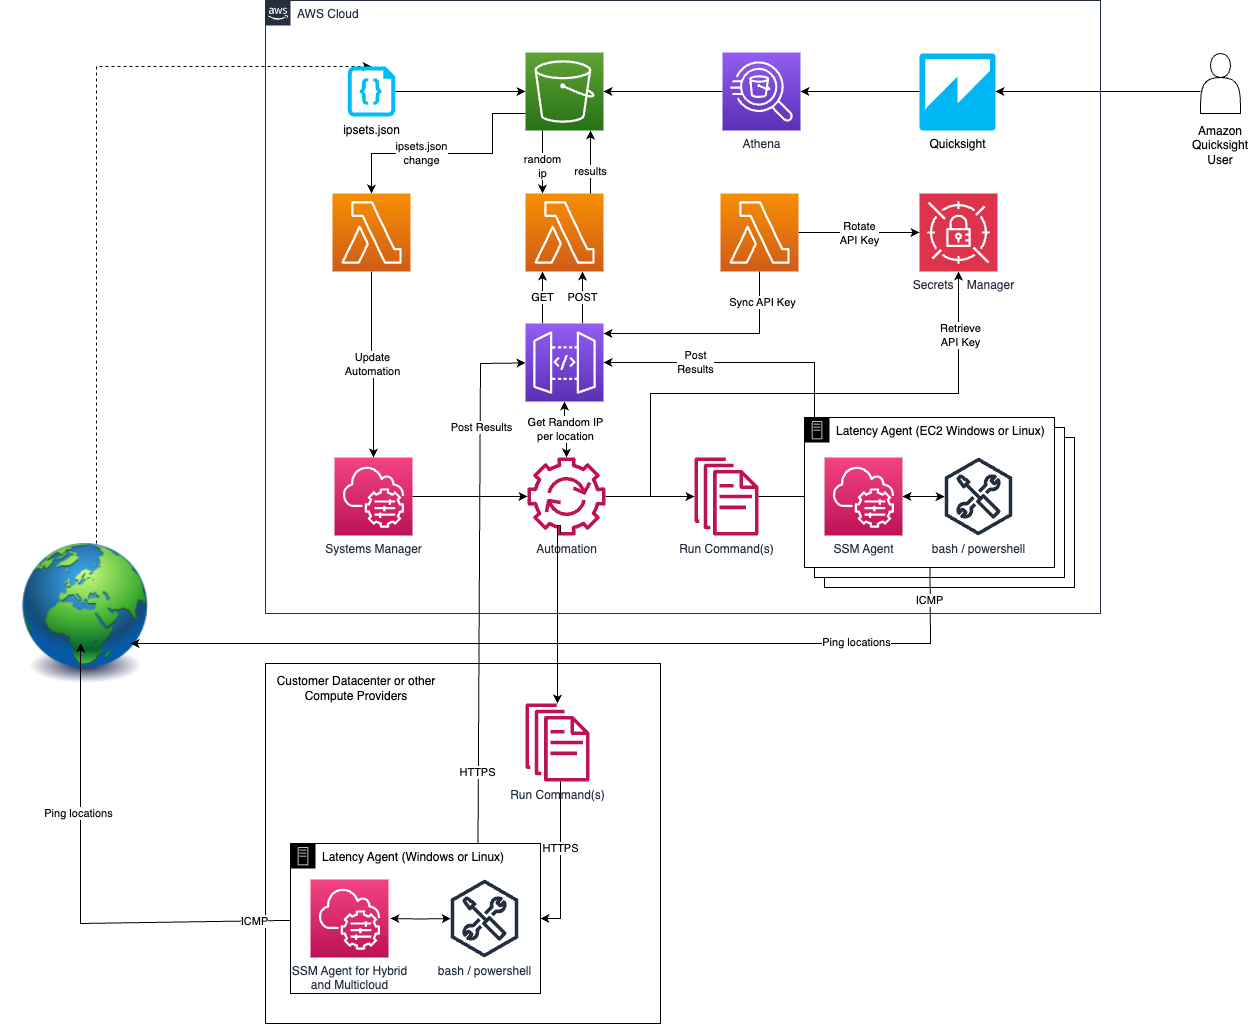 aws
AWS Cloud
ipsets.json
Athena
Quicksight
Amazon
Quicksight
User
ipsets.json
change
random
ip
results
Rotate
API Key
Secrets Manager
GET
POST
Sync API Key
Retrieve
API Key
</>
Update
Automation
Post
Results
Post Results
Get Random IP
per location
Latency Agent (EC2 Windows or Linux)
Systems Manager
Automation
Run Command(s)
SSM Agent
bash / powershell
ICMP
Ping locations
Customer Datacenter or other
Compute Providers
HTTPS
Run Command(s)
Ping locations
HTTPS
Latency Agent (Windows or Linux)
ICMP
SSM Agent for Hybrid
and Multicloud
bash / powershell